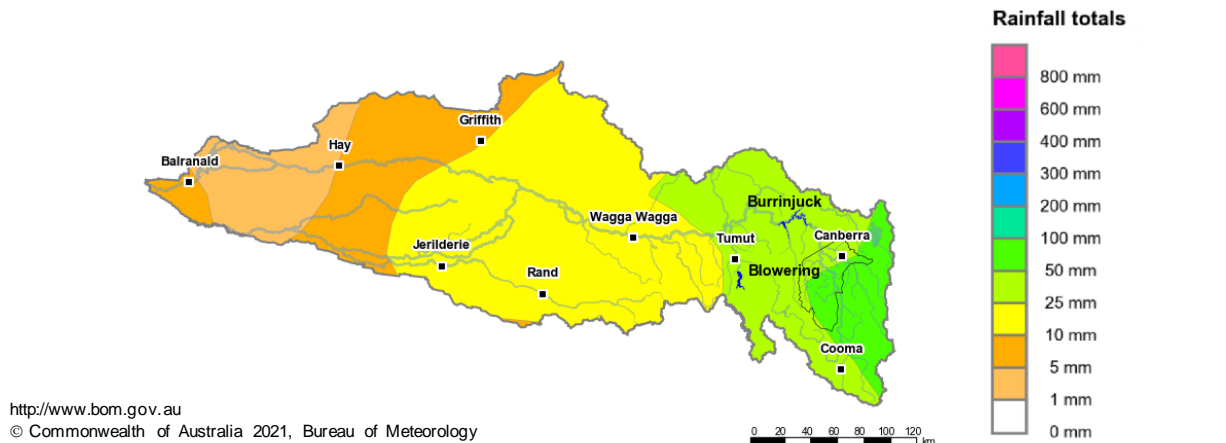 Rainfall totals
800 mm
600 mm
400 mm
300 mm
200 mm
100 mm
50 mm
25 mm
10 mm
5 mm
1 mm
0 mm
Griffith
Hay
Balranald
Burrinjuck
Wagga Wagga
Canberra
Tumut
Jerilderie
Blowering
Rand
Cooma
http://www.bom.gov.au
© Commonwealth of Australia 2021, Bureau of Meteorology
0 20 40 60 80 100 120
km